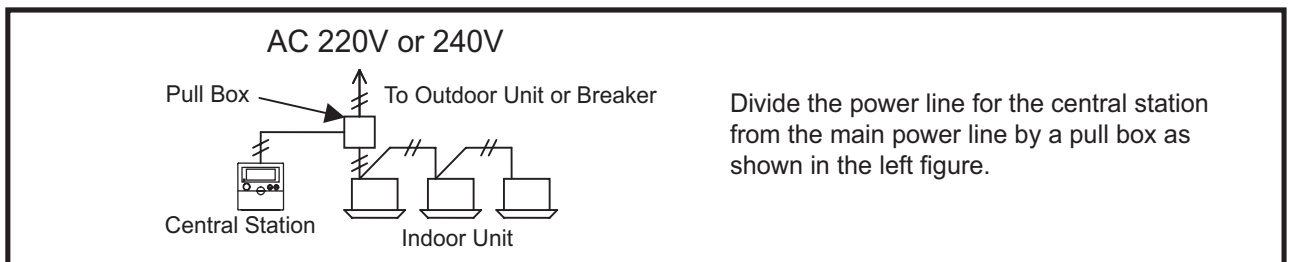 AC 220V or 240V
Pull Box
To Outdoor Unit or Breaker
Central Station
Indoor Unit
Divide the power line for the central station
from the main power line by a pull box as
shown in the left figure.